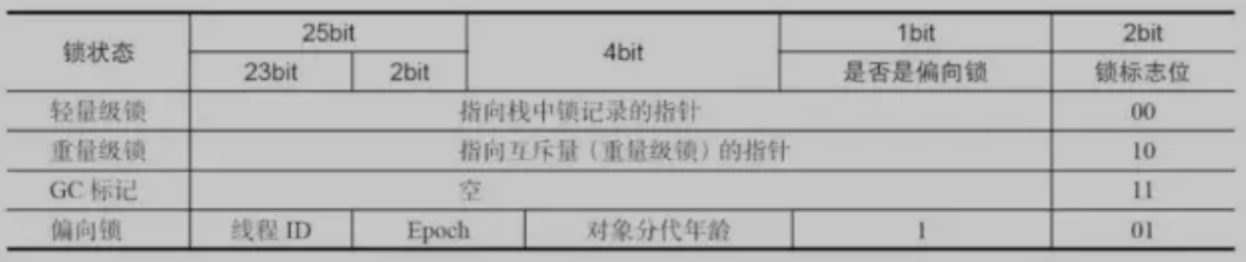 锁状态 25bit 4bit 1bit 2bit
23bit 2bit 是否是偏向锁 锁标志位
轻量级锁 指向栈中锁记录的指针 00
重量级锁 指向互斥量（重量级锁）的指针 10
GC 标记 空 11
偏向锁 线程 ID Epoch 对象分代年龄 1 01